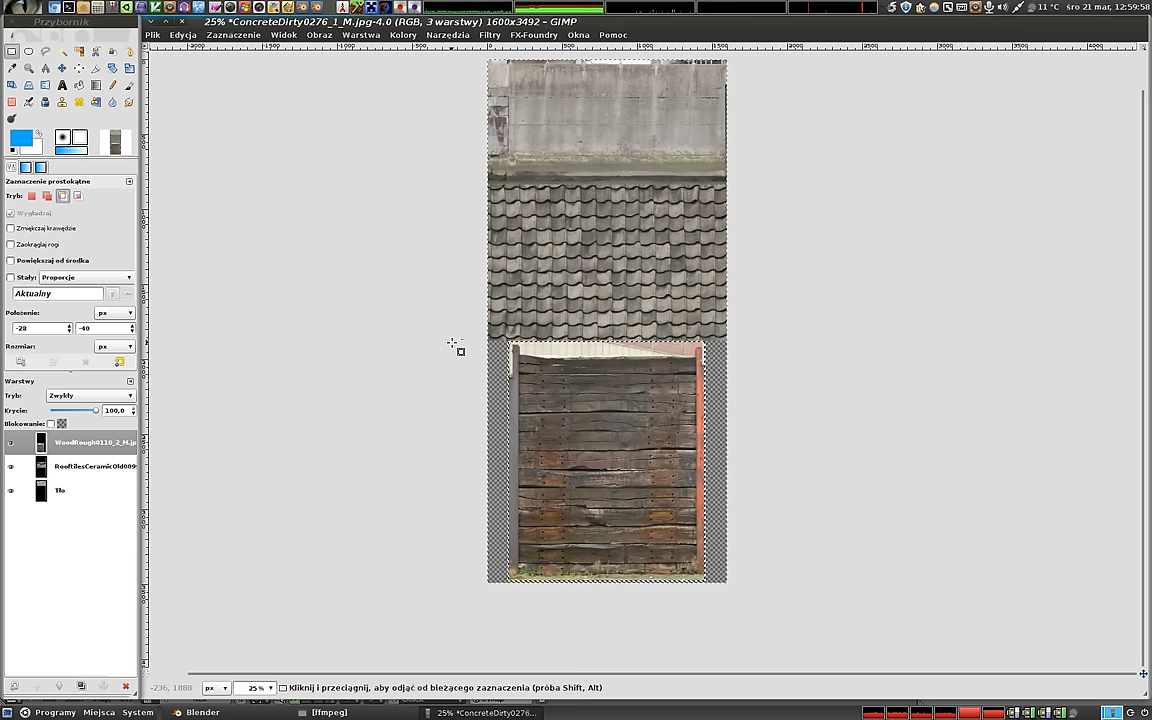 Przybornik
25% *ConcreteDirty0276_1_M.jpg-4.0 (RGB, 3 warstwy) 1600x3492 – GIMP
11 °C śro 21 mar, 12:59:58
Plik Edycja Zaznaczenie Widok Obraz Warstwa Kolory Narzędzia Filtry FX-Foundry Okna Pomoc
Zaznaczenie prostokątne
Tryb:
Wygładzaj
Zmiękczaj krawędzie
Zaokrąglaj rogi
Powiększaj od środka
Stały: Proporcje
Aktualny
Położenie: px
-28 -40
Rozmiar: px
Warstwy
Tryb: Zwykły
Krycie: 100,0
Blokowanie:
WoodRough0110_2_M.jp
RooftilesCeramicOld009
Tło
-236, 1888 px 25% Kliknij i przeciągnij, aby odjąć od bieżącego zaznaczenia (próba Shift, Alt)
Programy Miejsca System Blender [ffmpeg] 25% *ConcreteDirty0276...